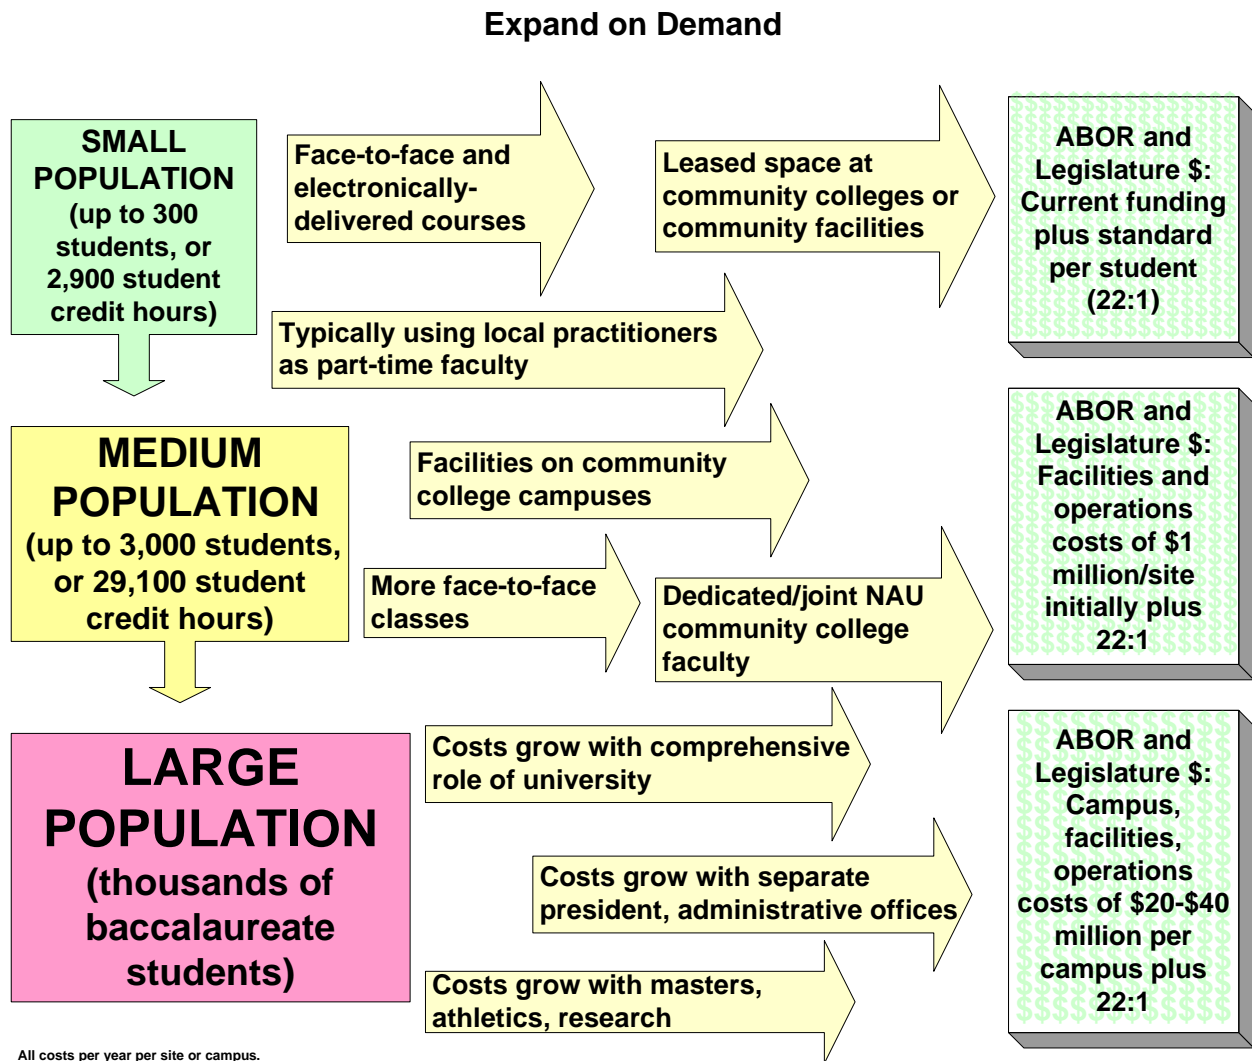 Expand on Demand
SMALL
POPULATION
(up to 300
students, or
2,900 student
credit hours)
Face-to-face and
electronically-
delivered courses
Leased space at
community colleges or
community facilities
ABOR and
Legislature $:
Current funding
plus standard
per student
(22:1)
Typically using local practitioners
as part-time faculty
MEDIUM
POPULATION
(up to 3,000 students,
or 29,100 student
credit hours)
Facilities on community
college campuses
More face-to-face
classes
Dedicated/joint NAU
community college
faculty
ABOR and
Legislature $:
Facilities and
operations
costs of $1
million/site
initially plus
22:1
LARGE
POPULATION
(thousands of
baccalaureate
students)
Costs grow with comprehensive
role of university
Costs grow with separate
president, administrative offices
Costs grow with masters,
athletics, research
ABOR and
Legislature $:
Campus,
facilities,
operations
costs of $20-$40
million per
campus plus
22:1
All costs per year per site or campus.